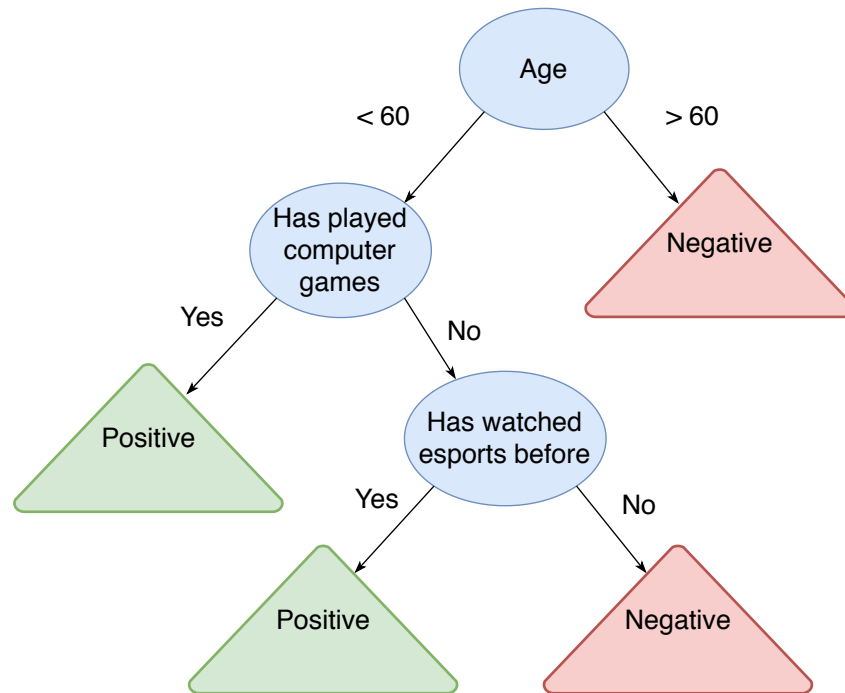 Age
< 60
> 60
Has played
computer
games
Negative
Yes
No
Positive
Has watched
esports before
Yes
No
Positive
Negative